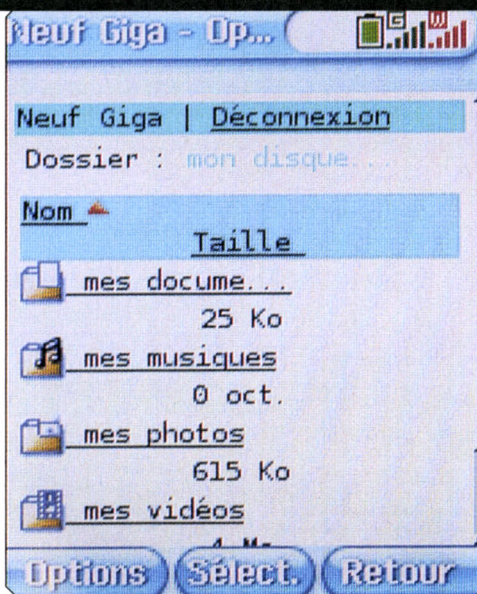 Neuf Giga - Op...
G
W
Neuf Giga | Déconnexion
Dossier : mon disque...
Nom
Taille
mes docume...
25 Ko
mes musiques
0 oct.
mes photos
615 Ko
mes vidéos
Options Sélect. Retour